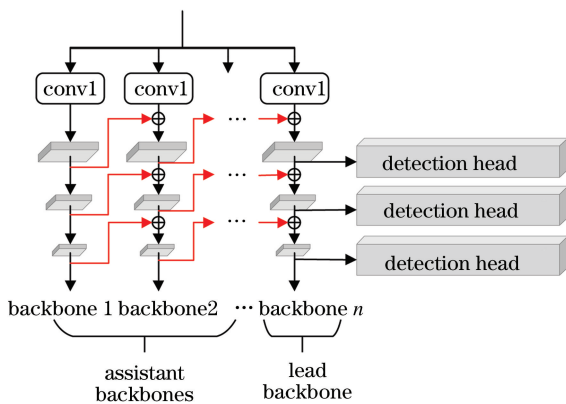 conv1 conv1 conv1
...
detection head
...
detection head
...
detection head
backbone 1 backbone2 ... backbone n
assistant
backbones
lead
backbone